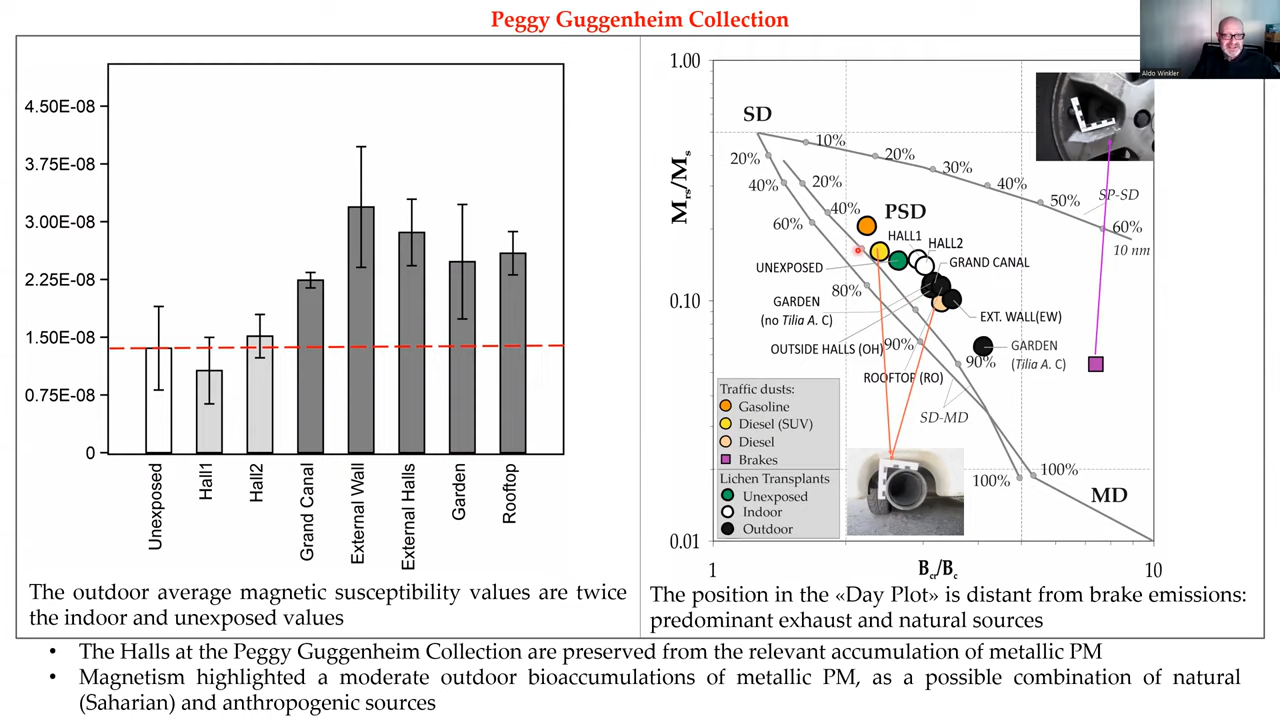 Peggy Guggenheim Collection
Aldo Winkler
4.50E-08
3.75E-08
3.00E-08
2.25E-08
1.50E-08
0.75E-08
0
Unexposed
Hall1
Hall2
Grand Canal
External Wall
External Halls
Garden
Rooftop
The outdoor average magnetic susceptibility values are twice
the indoor and unexposed values
1.00
0.10
0.01
Mrs/Ms
SD
10%
20%
30%
40%
50%
60%
SP-SD
10 nm
20%
40%
60%
80%
90%
100%
20%
40%
90%
100%
PSD
HALL1
HALL2
UNEXPOSED
GRAND CANAL
GARDEN
(no Tilia A. C)
EXT. WALL(EW)
OUTSIDE HALLS (OH)
GARDEN
(Tilia A. C)
ROOFTOF (RO)
SD-MD
MD
Traffic dusts:
Gasoline
Diesel (SUV)
Diesel
Brakes
Lichen Transplants
Unexposed
Indoor
Outdoor
1
Bcr/Bc
10
The position in the «Day Plot» is distant from brake emissions:
predominant exhaust and natural sources
• The Halls at the Peggy Guggenheim Collection are preserved from the relevant accumulation of metallic PM
• Magnetism highlighted a moderate outdoor bioaccumulations of metallic PM, as a possible combination of natural
(Saharian) and anthropogenic sources